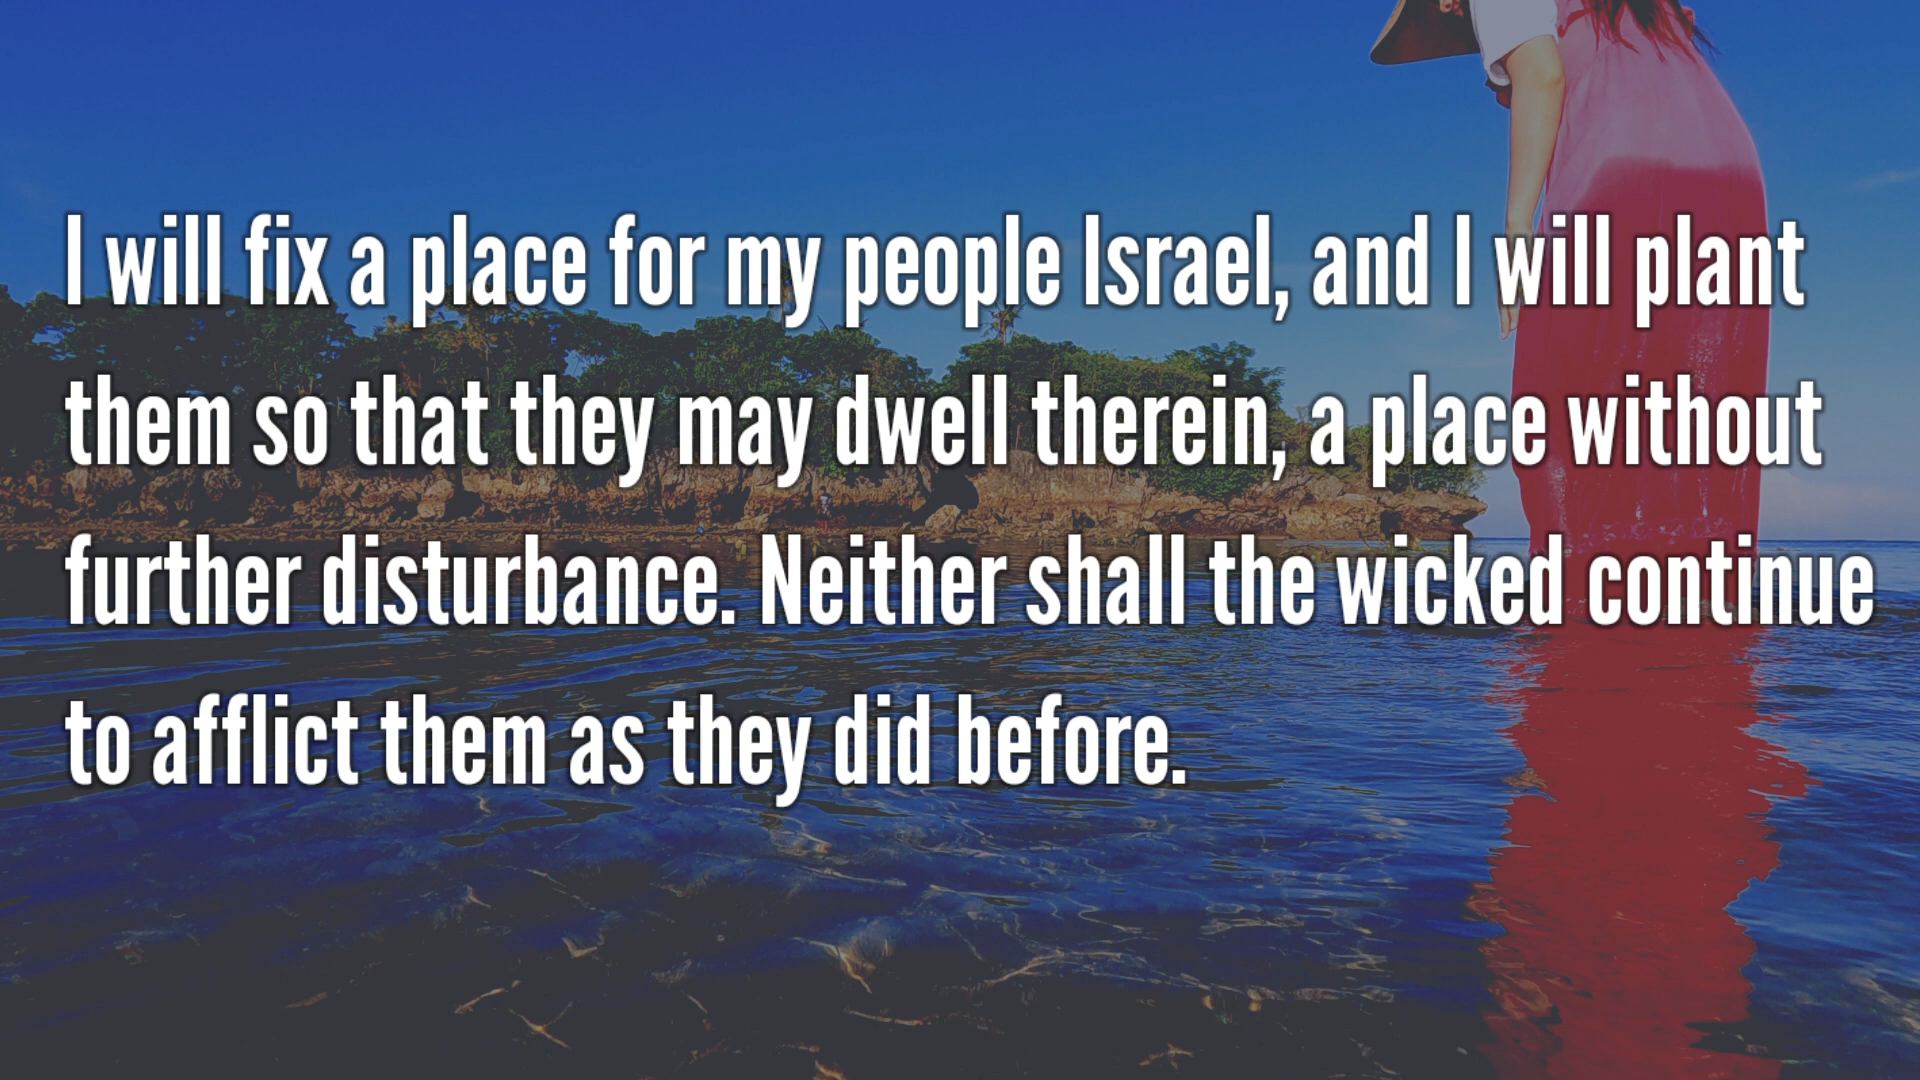 I will fix a place for my people Israel, and I will plant
them so that they may dwell therein, a place without
further disturbance. Neither shall the wicked continue
to afflict them as they did before.